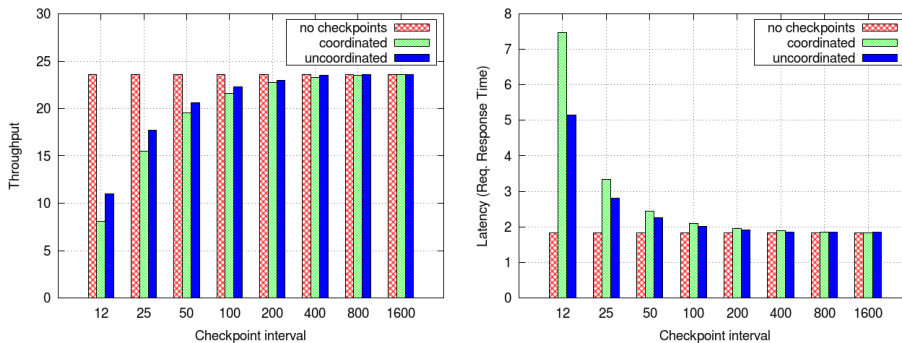 30
25
20
15
10
5
0
Throughput
no checkpoints
coordinated
uncoordinated
12 25 50 100 200 400 800 1600
Checkpoint interval
8
7
6
5
4
3
2
1
0
Latency (Req. Response Time)
no checkpoints
coordinated
uncoordinated
12 25 50 100 200 400 800 1600
Checkpoint interval